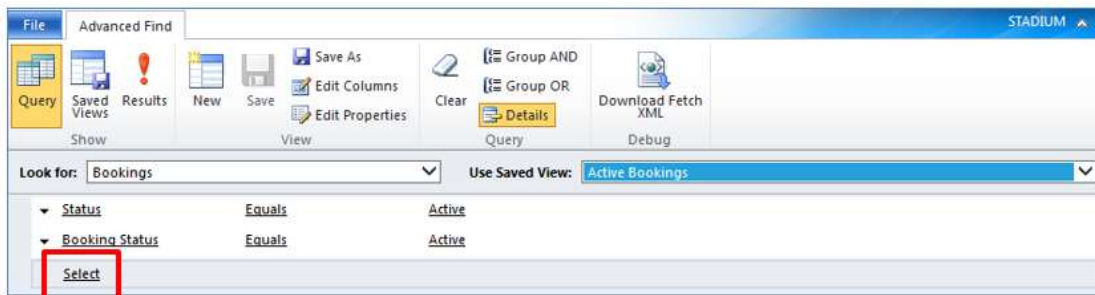 File Advanced Find STADIUM
Save As Group AND
Edit Columns Group OR
Query Saved Views Results New Save Edit Properties Clear Details Download Fetch XML
Show View Query Debug
Look for: Bookings Use Saved View: Active Bookings
Status Equals Active
Booking Status Equals Active
Select